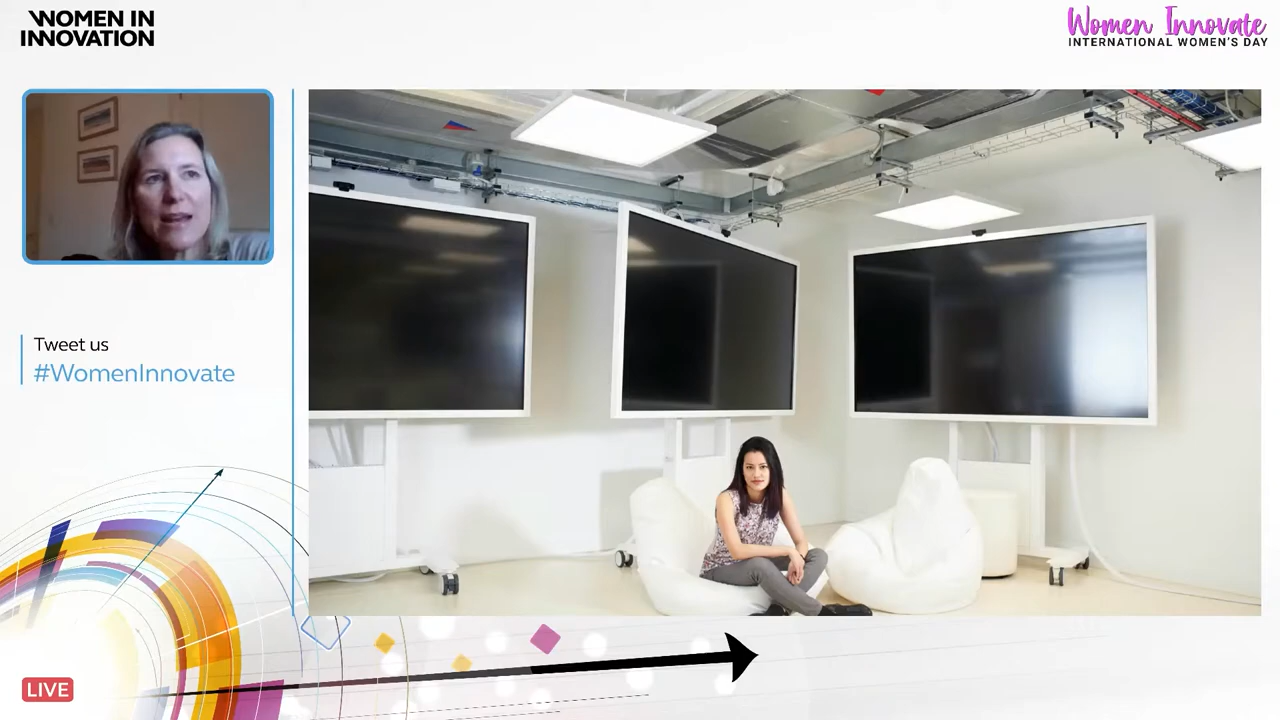 WOMEN IN
INNOVATION
Women Innovate
INTERNATIONAL WOMEN'S DAY
Tweet us
#WomenInnovate
LIVE